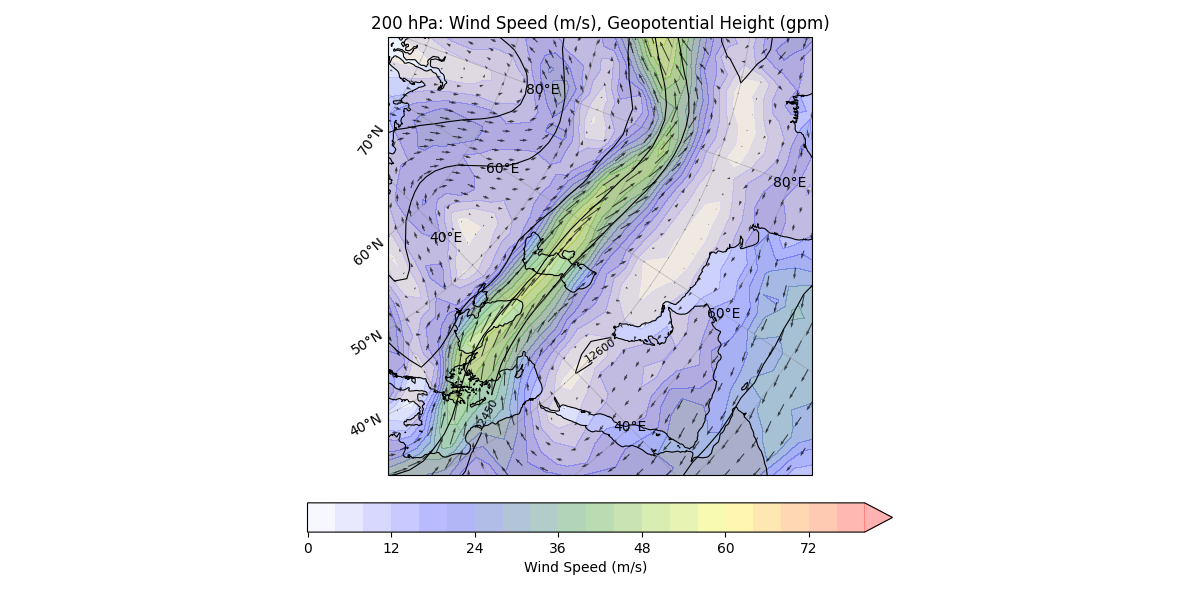 200 hPa: Wind Speed (m/s), Geopotential Height (gpm)
80°E
70°N
60°E
80°E
40°E
60°N
60°E
50°N
12600
12450
40°N
40°E
0 12 24 36 48 60 72
Wind Speed (m/s)